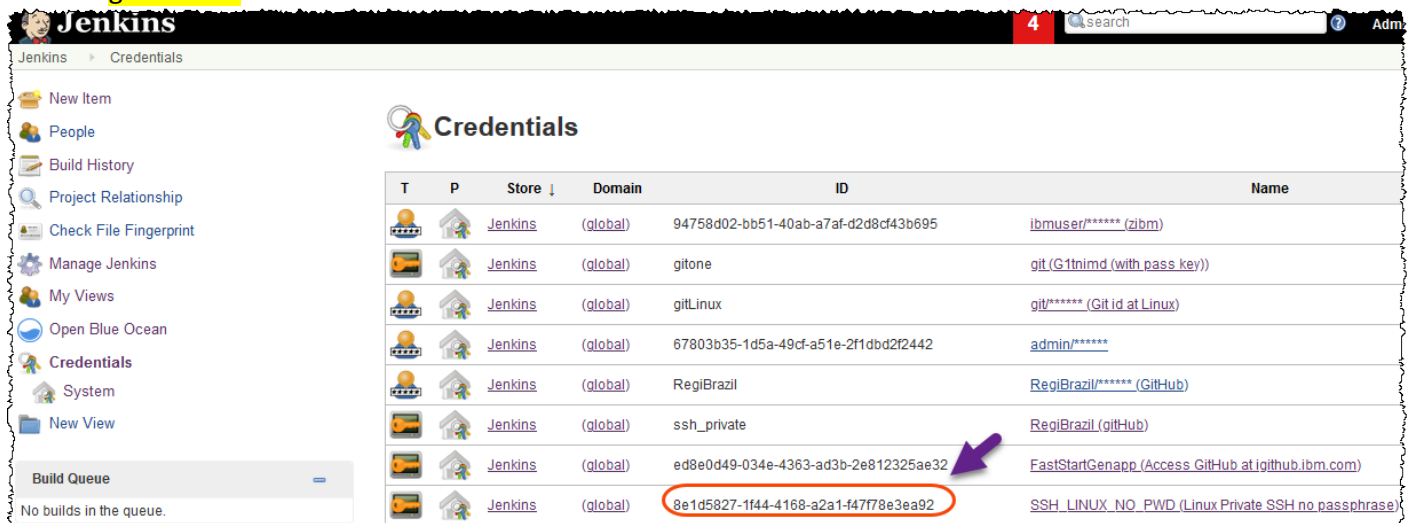 Jenkins
4
search
Adm
Jenkins Credentials
New Item
People
Build History
Project Relationship
Check File Fingerprint
Manage Jenkins
My Views
Open Blue Ocean
Credentials
System
New View
Build Queue
No builds in the queue.
Credentials
T P Store ↓ Domain ID Name
Jenkins (global) 94758d02-bb51-40ab-a7af-d2d8cf43b695 ibmuser/****** (zibm)
Jenkins (global) gitone git (G1tnimd (with pass key))
Jenkins (global) gitLinux git/****** (Git id at Linux)
Jenkins (global) 67803b35-1d5a-49cf-a51e-2f1dbd2f2442 admin/******
Jenkins (global) RegiBrazil RegiBrazil/****** (GitHub)
Jenkins (global) ssh_private RegiBrazil (gitHub)
Jenkins (global) ed8e0d49-034e-4363-ad3b-2e812325ae32 FastStartGenapp (Access GitHub at igithub.ibm.com)
Jenkins (global) 8e1d5827-1f44-4168-a2a1-f47f78e3ea92 SSH_LINUX_NO_PWD (Linux Private SSH no passphrase)